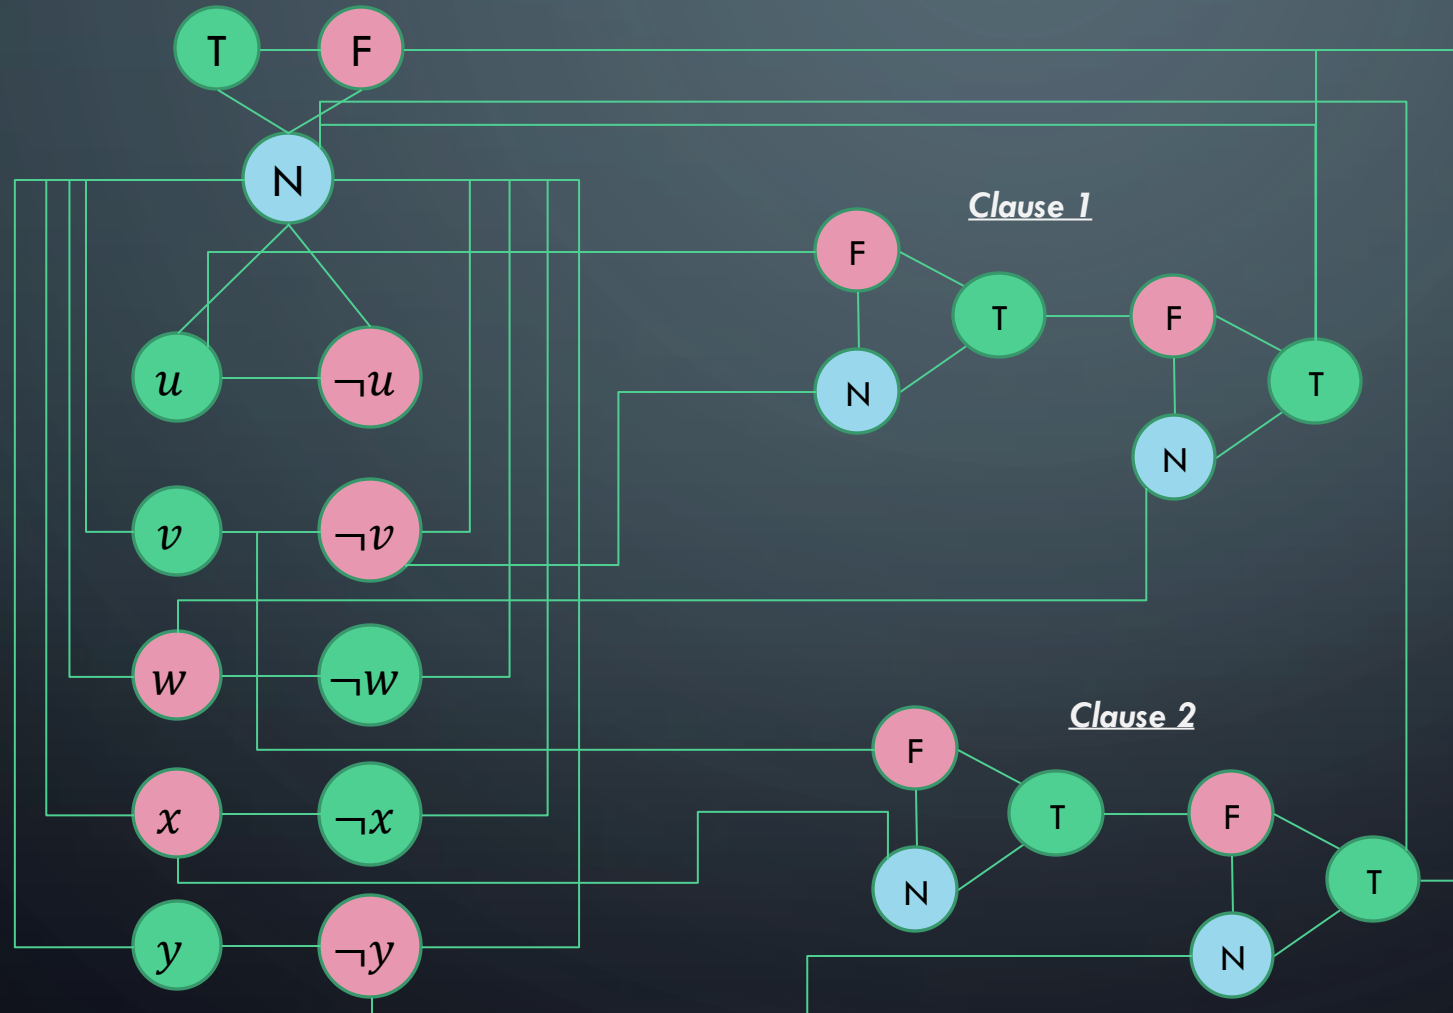 T F
N
Clause 1
F
T F
u ¬u
T
N
N
v ¬v
w ¬w
Clause 2
F
x ¬x
T F
T
N
y ¬y
N